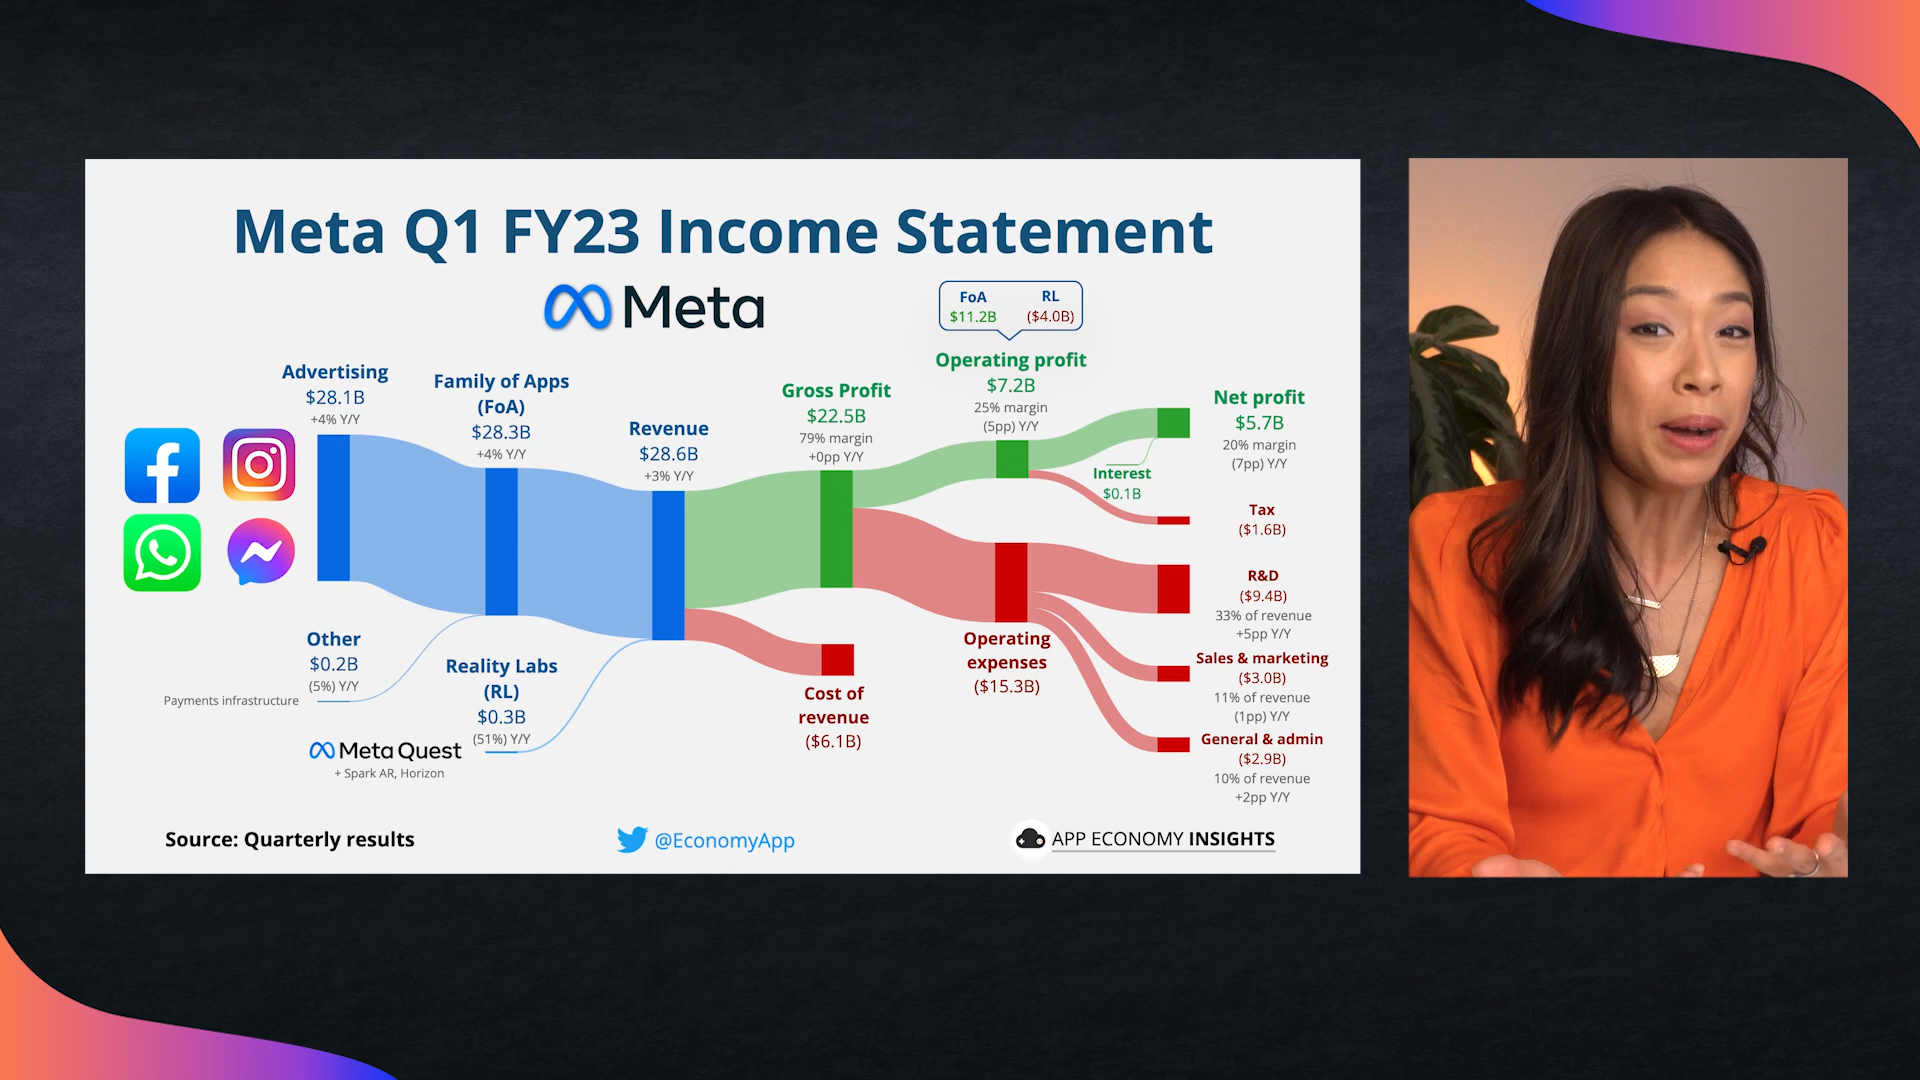 Meta Q1 FY23 Income Statement
Meta
FoA
$11.2B
RL
($4.0B)
Advertising
$28.1B
+4% Y/Y
Family of Apps
(FoA)
$28.3B
+4% Y/Y
Revenue
$28.6B
+3% Y/Y
Gross Profit
$22.5B
79% margin
+0pp Y/Y
Operating profit
$7.2B
25% margin
(5pp) Y/Y
Net profit
$5.7B
20% margin
(7pp) Y/Y
Interest
$0.1B
Tax
($1.6B)
R&D
($9.4B)
33% of revenue
+5pp Y/Y
Other
$0.2B
(5%) Y/Y
Payments infrastructure
Reality Labs
(RL)
$0.3B
(51%) Y/Y
Meta Quest
+ Spark AR, Horizon
Cost of
revenue
($6.1B)
Operating
expenses
($15.3B)
Sales & marketing
($3.0B)
11% of revenue
(1pp) Y/Y
General & admin
($2.9B)
10% of revenue
+2pp Y/Y
Source: Quarterly results
@EconomyApp
APP ECONOMY INSIGHTS